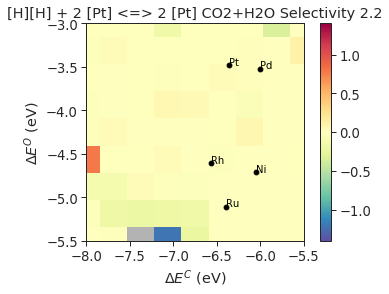 [H][H] + 2 [Pt] <=> 2 [Pt] CO2+H2O Selectivity 2.2
−3.0
−3.5
−4.0
−4.5
−5.0
−5.5
ΔE^O (eV)
Pt
Pd
Rh
Ni
Ru
−8.0 −7.5 −7.0 −6.5 −6.0 −5.5
ΔE^C (eV)
1.0
0.5
0.0
−0.5
−1.0